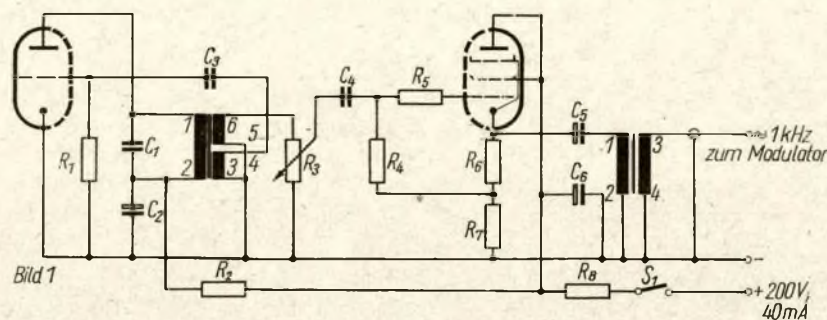 C3
C4
R5
C5
1
6
5
4
2
3
R1
C1
C2
R3
R4
R6
R7
C6
1
3
2
4
1kHz
zum Modulator
Bild 1
R2
R8
S1
−
+200V,
40mA